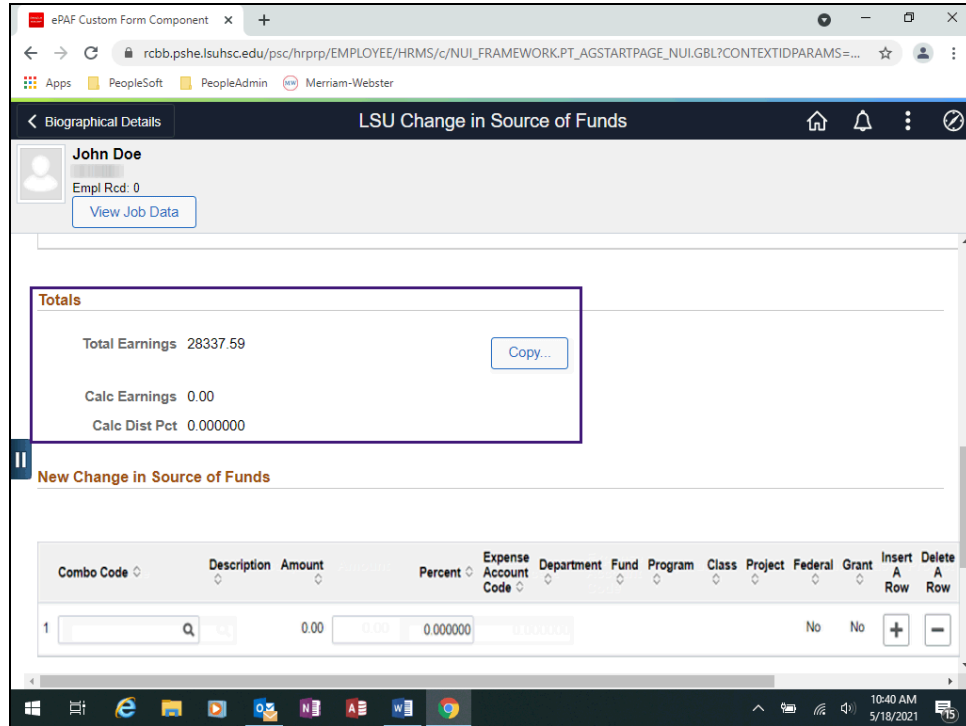 ePAF Custom Form Component
rcbb.pshe.lsuhsc.edu/psc/hrprp/EMPLOYEE/HRMS/c/NUI_FRAMEWORK.PT_AGSTARTPAGE_NUI.GBL?CONTEXTIDPARAMS=...
Apps PeopleSoft PeopleAdmin MW Merriam-Webster
Biographical Details LSU Change in Source of Funds
John Doe
Empl Rcd: 0
View Job Data
Totals
Total Earnings 28337.59 Copy...
Calc Earnings 0.00
Calc Dist Pct 0.000000
New Change in Source of Funds
Combo Code Description Amount Percent Expense Account Code Department Fund Program Class Project Federal Grant Insert A Row Delete A Row
1 0.00 0.00 0.000000 0.000000 No No
10:40 AM
5/18/2021
15